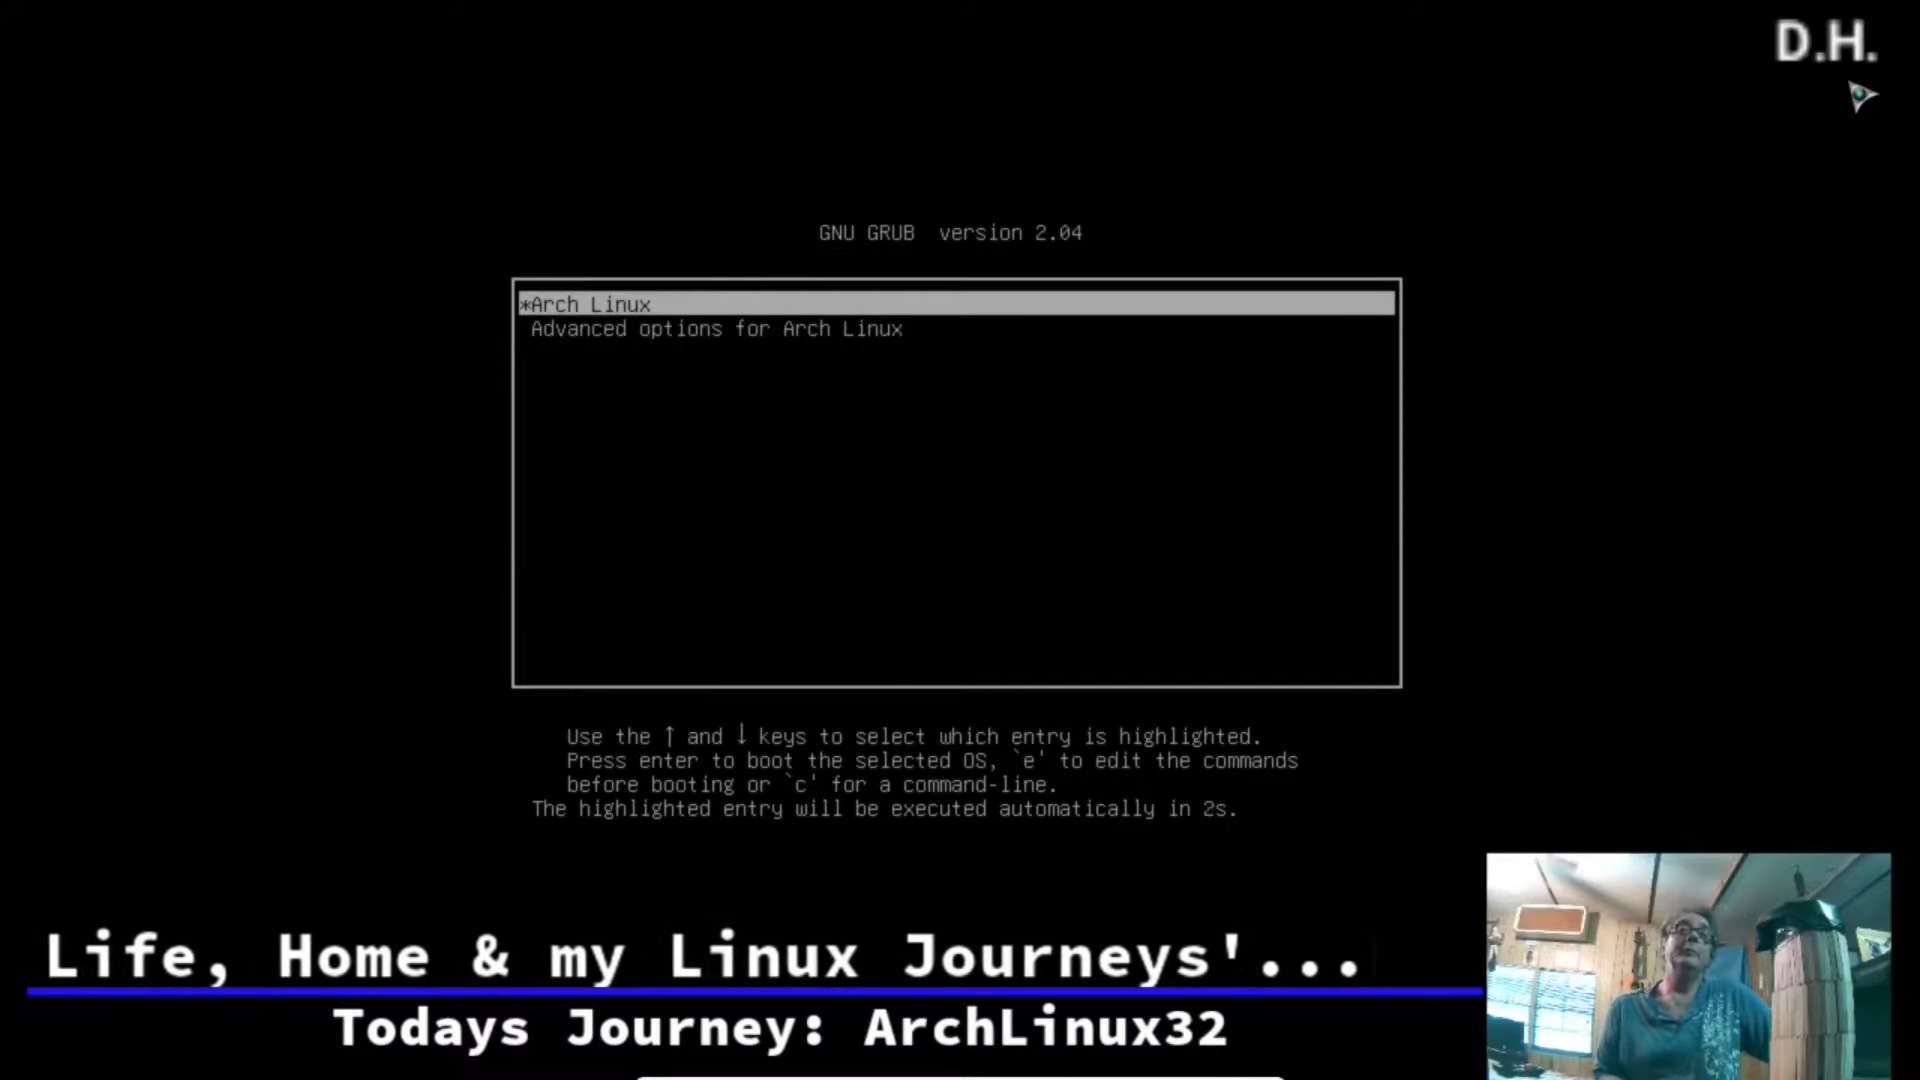 D.H.
GNU GRUB  version 2.04
*Arch Linux
Advanced options for Arch Linux
Use the ↑ and ↓ keys to select which entry is highlighted.
Press enter to boot the selected OS, `e' to edit the commands
before booting or `c' for a command-line.
The highlighted entry will be executed automatically in 2s.
Life, Home & my Linux Journeys'...
Todays Journey: ArchLinux32